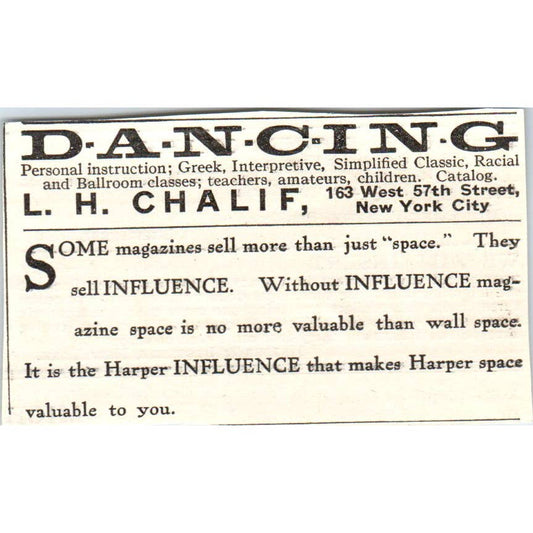 D-A-N-C-I-N-G
Personal instruction; Greek, Interpretive, Simplified Classic, Racial
and Ballroom classes; teachers, amateurs, children. Catalog.
L. H. CHALIF, 163 West 57th Street,
New York City
SOME magazines sell more than just "space." They
sell INFLUENCE. Without INFLUENCE mag-
azine space is no more valuable than wall space.
It is the Harper INFLUENCE that makes Harper space
valuable to you.